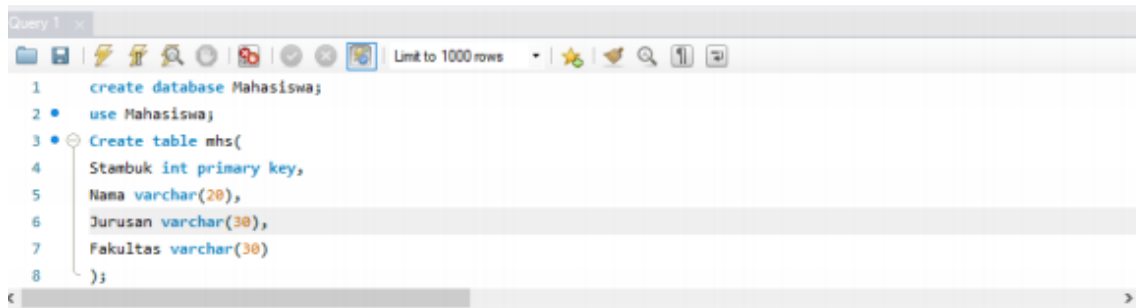 Query 1
Limit to 1000 rows
1 create database Mahasiswa;
2 use Mahasiswa;
3 Create table mhs(
4 Stambuk int primary key,
5 Nama varchar(20),
6 Jurusan varchar(30),
7 Fakultas varchar(30)
8 );